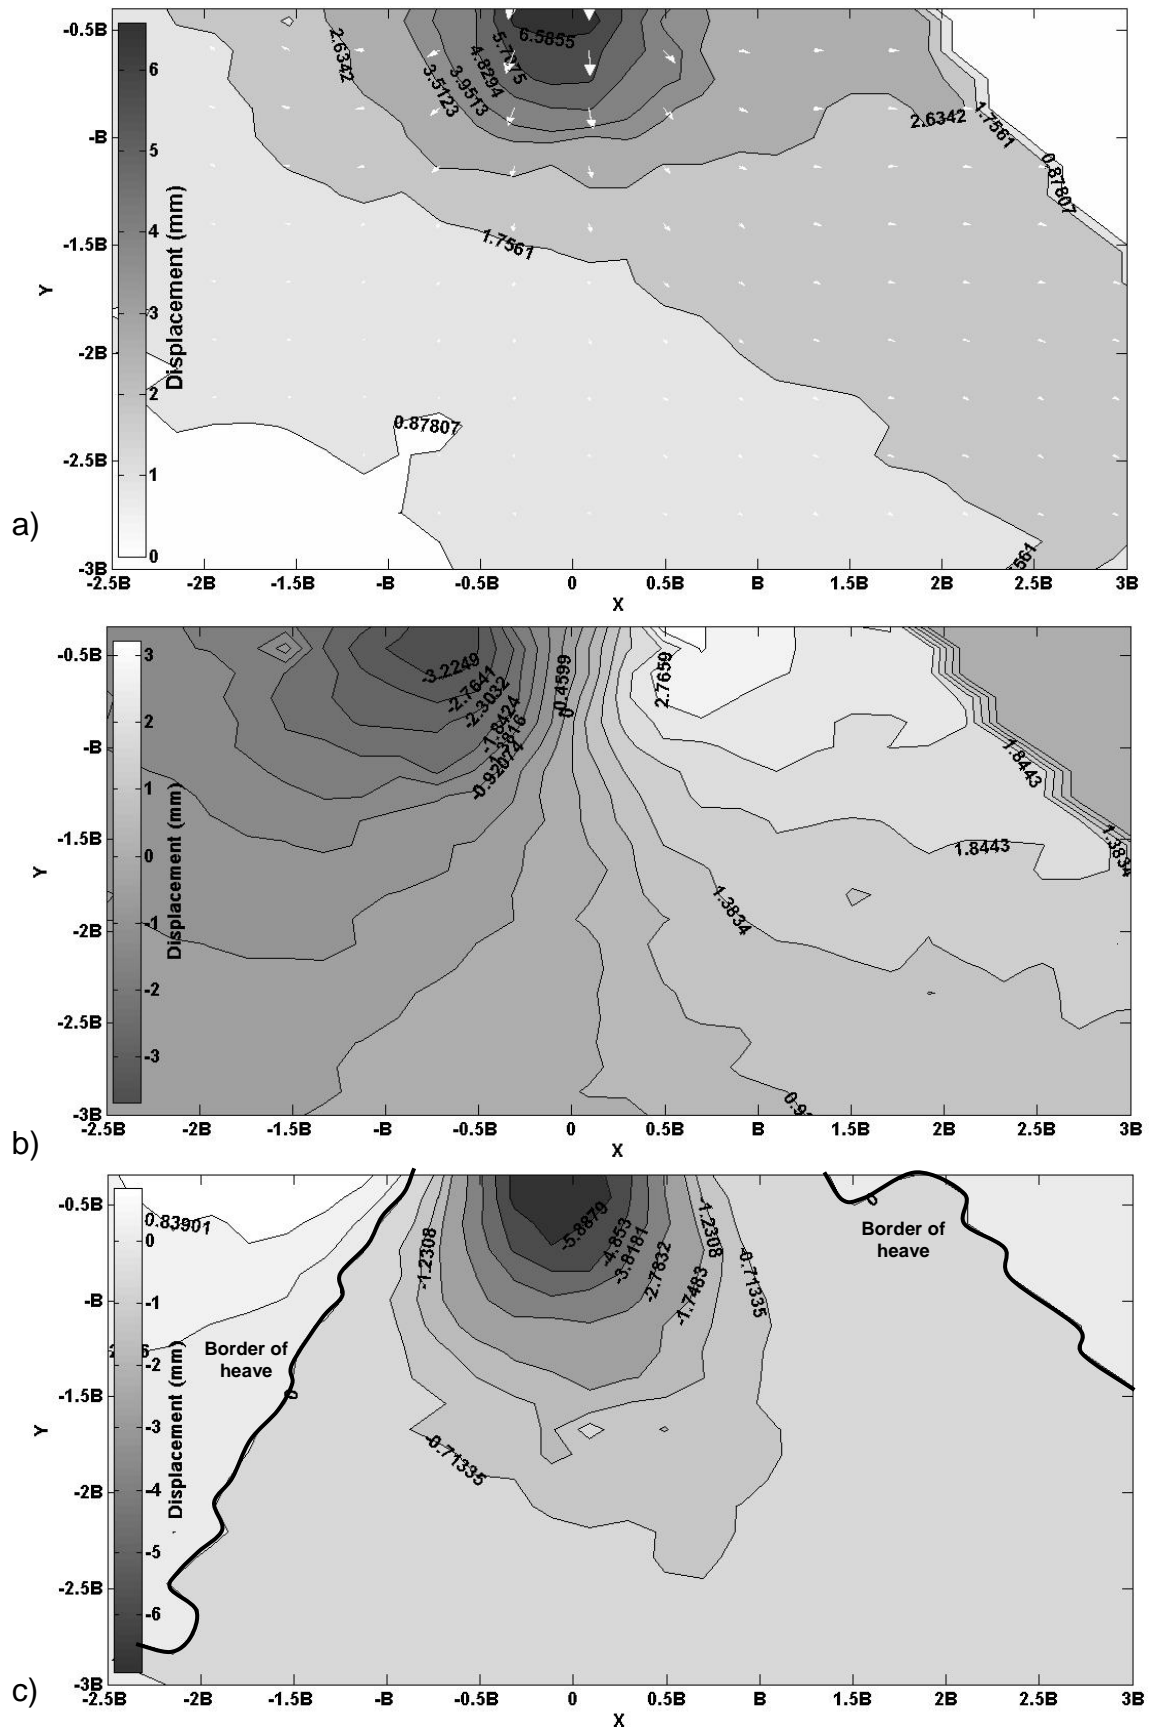 a)
-0.5B
-B
-1.5B
-2B
-2.5B
-3B
Y
6
5
4
3
2
1
0
Displacement (mm)
2.6342
3.5123
3.9513
4.8294
6.5855
2.6342
1.7561
0.87807
1.7561
0.87807
-2.5B -2B -1.5B -B -0.5B 0 0.5B B 1.5B 2B 2.5B 3B
X
b)
-0.5B
-B
-1.5B
-2B
-2.5B
-3B
Y
3
2
1
0
-1
-2
-3
Displacement (mm)
-3.2249
-2.7641
-2.3032
-1.8424
-1.3816
-0.92074
0
2.7659
1.8443
1.3834
1.8443
1.3834
-2.5B -2B -1.5B -B -0.5B 0 0.5B B 1.5B 2B 2.5B 3B
X
c)
-0.5B
-B
-1.5B
-2B
-2.5B
-3B
Y
0
-1
-2
-3
-4
-5
-6
Displacement (mm)
0.83901
-1.2308
-5.8879
-4.853
-3.8181
-2.7832
-1.7483
-1.2308
-0.71335
0
Border of
heave
Border of
heave
0
-0.71335
-2.5B -2B -1.5B -B -0.5B 0 0.5B B 1.5B 2B 2.5B 3B
X